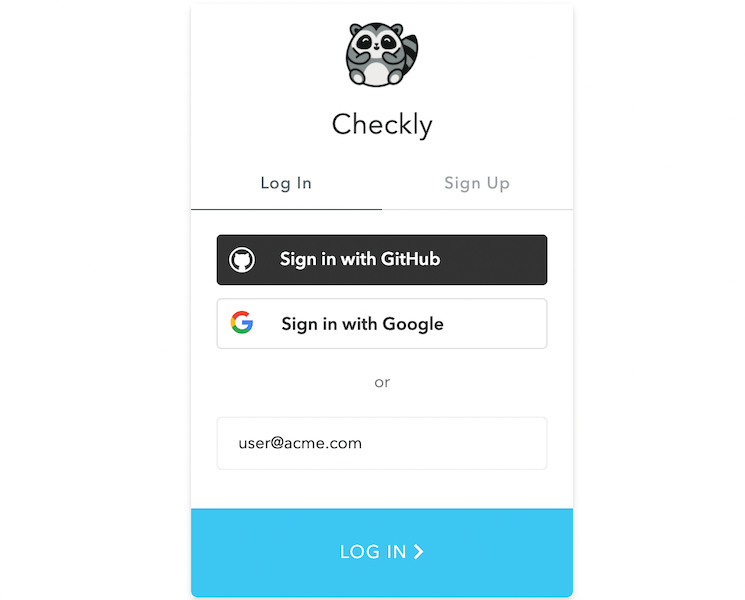 Checkly
Log In Sign Up
Sign in with GitHub
Sign in with Google
or
user@acme.com
LOG IN